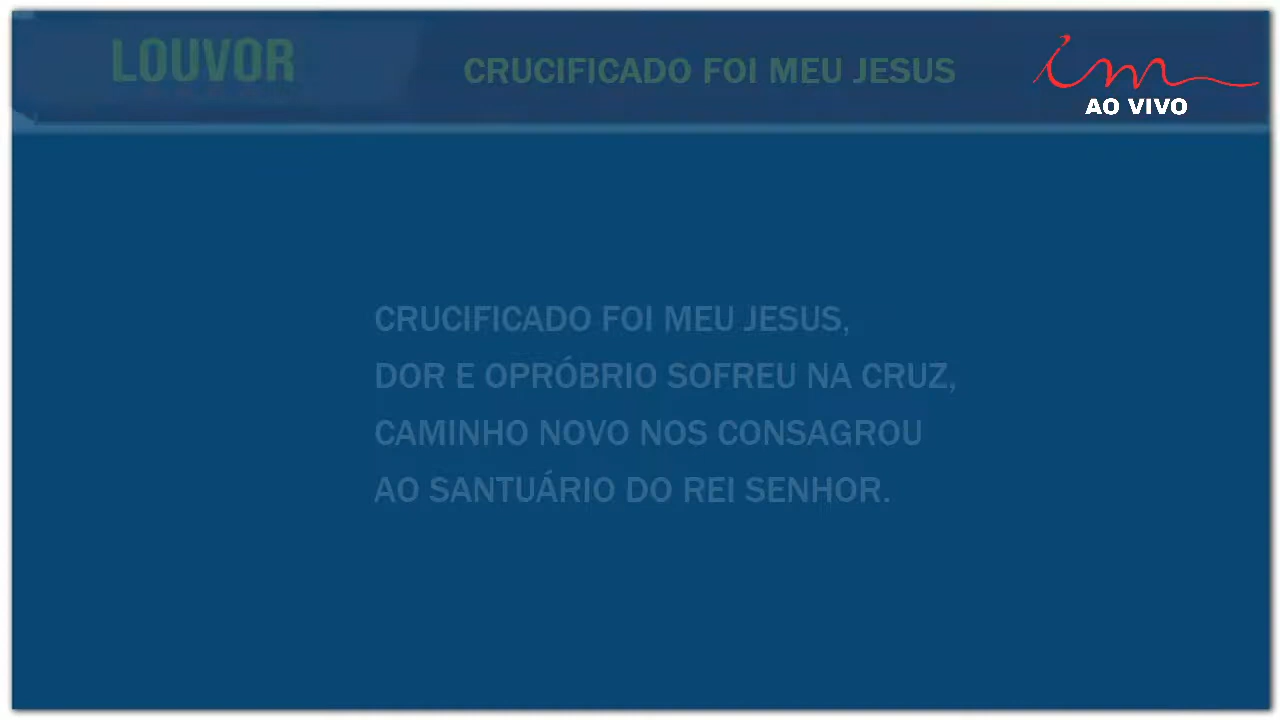 LOUVOR
CRUCIFICADO FOI MEU JESUS
im
AO VIVO
CRUCIFICADO FOI MEU JESUS,
DOR E OPRÓBRIO SOFREU NA CRUZ,
CAMINHO NOVO NOS CONSAGROU
AO SANTUÁRIO DO REI SENHOR.